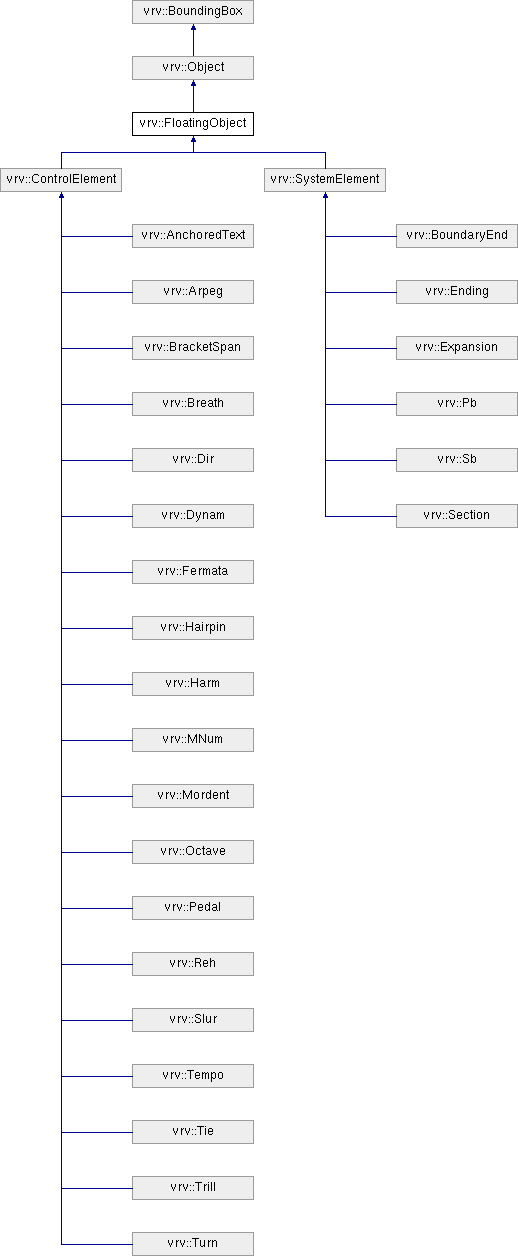 vrv::BoundingBox
vrv::Object
vrv::FloatingObject
vrv::ControlElement
vrv::SystemElement
vrv::AnchoredText
vrv::BoundaryEnd
vrv::Arpeg
vrv::Ending
vrv::BracketSpan
vrv::Expansion
vrv::Breath
vrv::Pb
vrv::Dir
vrv::Sb
vrv::Dynam
vrv::Section
vrv::Fermata
vrv::Hairpin
vrv::Harm
vrv::MNum
vrv::Mordent
vrv::Octave
vrv::Pedal
vrv::Reh
vrv::Slur
vrv::Tempo
vrv::Tie
vrv::Trill
vrv::Turn